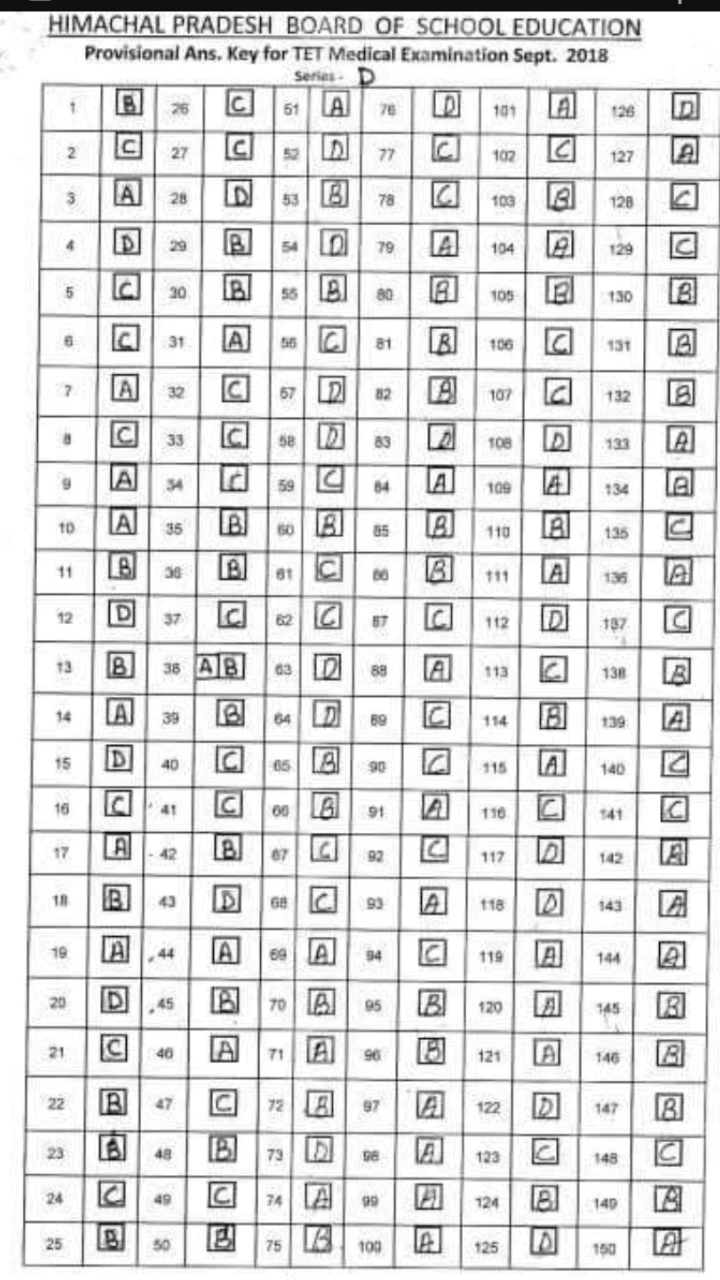 HIMACHAL PRADESH BOARD OF SCHOOL EDUCATION
Provisional Ans. Key for TET Medical Examination Sept. 2018
Series - D
1 B 26 C 51 A 76 D 101 A 126 D
2 C 27 C 52 D 77 C 102 C 127 A
3 A 28 D 53 B 78 C 103 B 128 C
4 D 29 B 54 D 79 A 104 A 129 C
5 C 30 B 55 B 80 B 105 B 130 B
6 C 31 A 56 C 81 B 106 C 131 B
7 A 32 C 57 D 82 B 107 C 132 B
8 C 33 C 58 D 83 D 108 D 133 A
9 A 34 C 59 C 84 A 109 A 134 B
10 A 35 B 60 B 85 B 110 B 135 C
11 B 36 B 61 C 86 B 111 A 136 A
12 D 37 C 62 C 87 C 112 D 137 C
13 B 38 A B 63 D 88 A 113 C 138 B
14 A 39 B 64 D 89 C 114 B 139 A
15 D 40 C 65 B 90 C 115 A 140 C
16 C 41 C 66 B 91 A 116 C 141 C
17 A 42 B 67 C 92 C 117 D 142
18 B 43 D 68 C 93 A 118 D 143 A
19 A 44 A 69 A 94 C 119 A 144 A
20 D 45 B 70 B 95 B 120 A 145 B
21 C 46 A 71 A 96 B 121 A 146 B
22 B 47 C 72 97 A 122 D 147 B
23 B 48 B 73 D 98 A 123 C 148 C
24 C 49 C 74 A 99 A 124 B 149 B
25 B 50 B 75 B 100 A 125 D 150 A